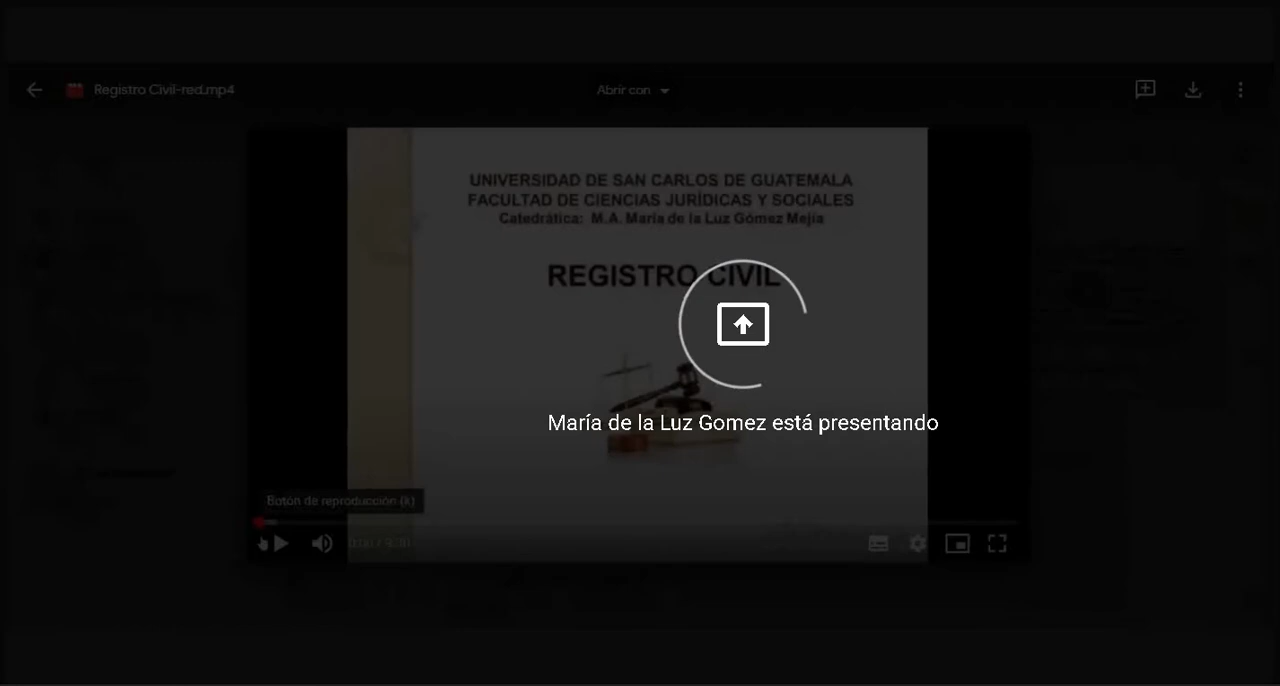 Registro Civil-red.mp4
Abrir con
UNIVERSIDAD DE SAN CARLOS DE GUATEMALA
FACULTAD DE CIENCIAS JURÍDICAS Y SOCIALES
Catedrática: M.A. María de la Luz Gómez Mejía
REGISTRO CIVIL
María de la Luz Gomez está presentando
Botón de reproducción (k)